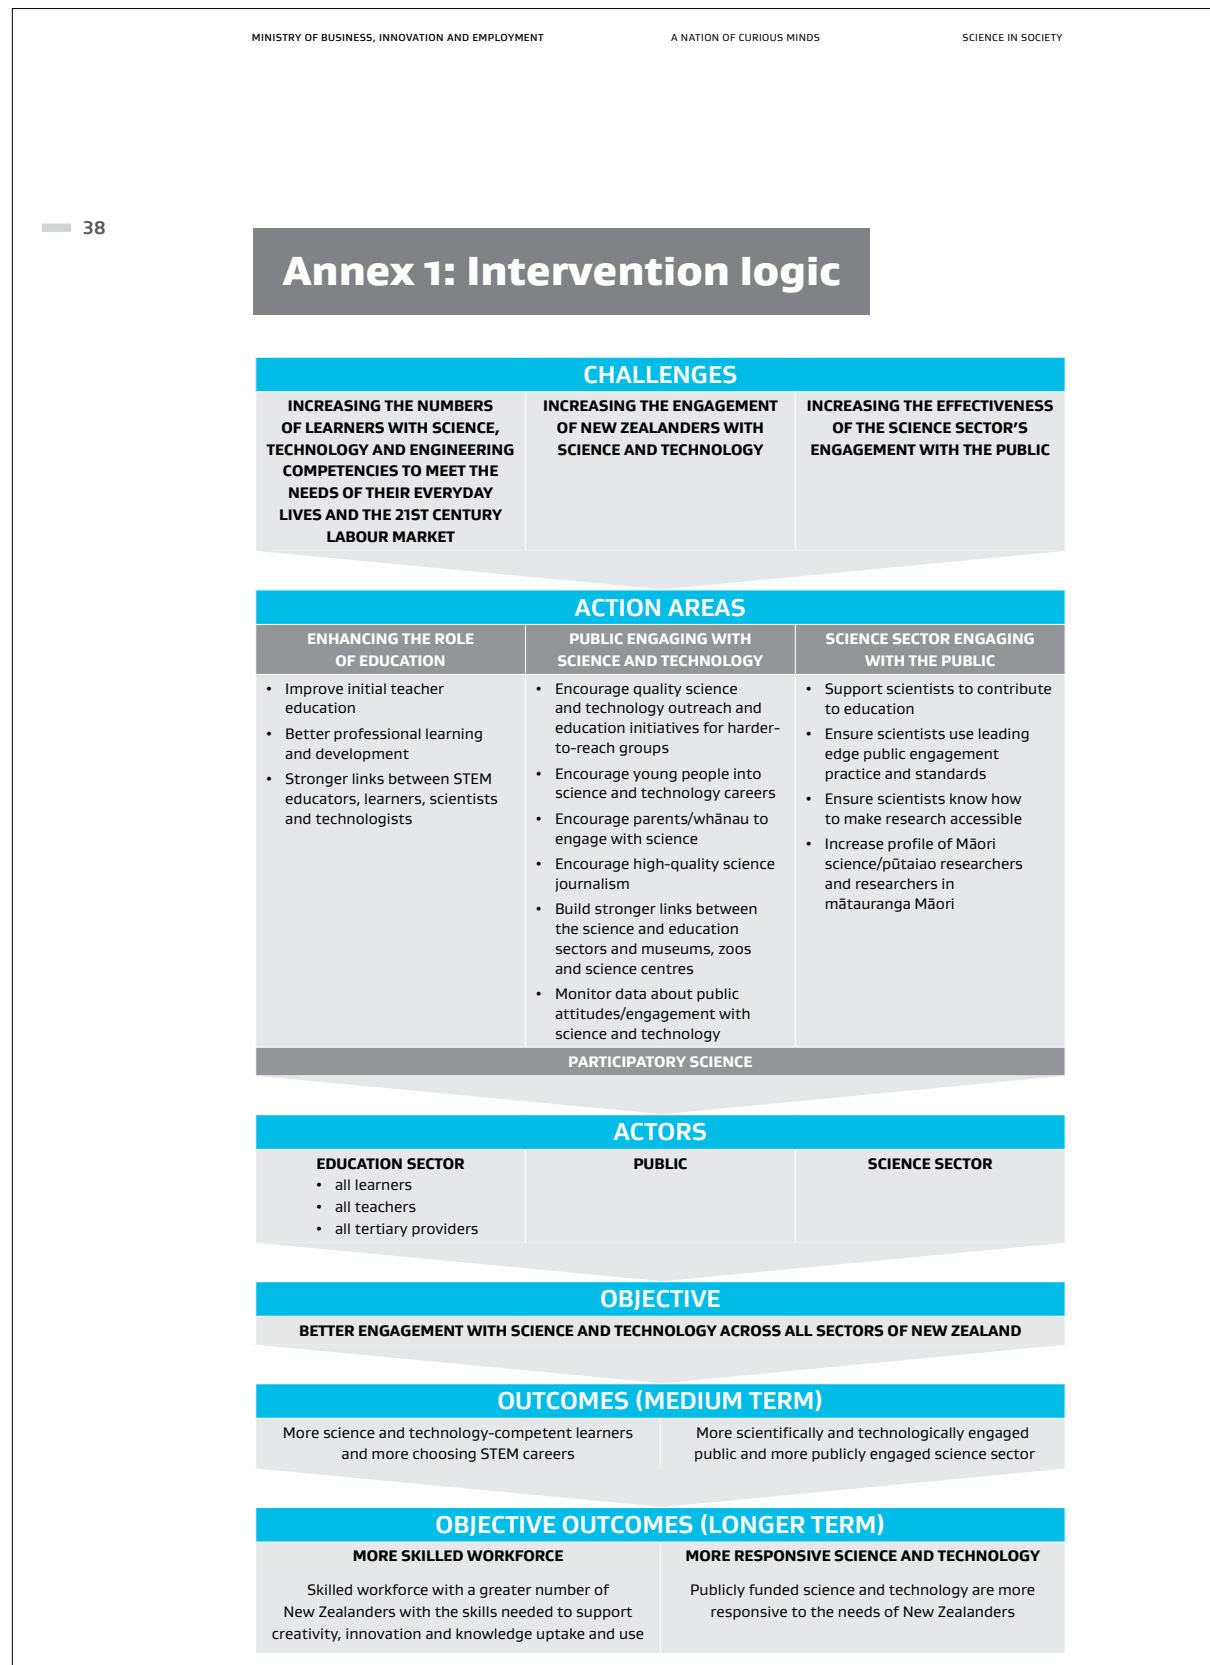 MINISTRY OF BUSINESS, INNOVATION AND EMPLOYMENT A NATION OF CURIOUS MINDS SCIENCE IN SOCIETY
38
Annex 1: Intervention logic
CHALLENGES
INCREASING THE NUMBERS
OF LEARNERS WITH SCIENCE,
TECHNOLOGY AND ENGINEERING
COMPETENCIES TO MEET THE
NEEDS OF THEIR EVERYDAY
LIVES AND THE 21ST CENTURY
LABOUR MARKET
INCREASING THE ENGAGEMENT
OF NEW ZEALANDERS WITH
SCIENCE AND TECHNOLOGY
INCREASING THE EFFECTIVENESS
OF THE SCIENCE SECTOR'S
ENGAGEMENT WITH THE PUBLIC
ACTION AREAS
ENHANCING THE ROLE
OF EDUCATION
• Improve initial teacher
education
• Better professional learning
and development
• Stronger links between STEM
educators, learners, scientists
and technologists
PUBLIC ENGAGING WITH
SCIENCE AND TECHNOLOGY
• Encourage quality science
and technology outreach and
education initiatives for harder-
to-reach groups
• Encourage young people into
science and technology careers
• Encourage parents/whānau to
engage with science
• Encourage high-quality science
journalism
• Build stronger links between
the science and education
sectors and museums, zoos
and science centres
• Monitor data about public
attitudes/engagement with
science and technology
SCIENCE SECTOR ENGAGING
WITH THE PUBLIC
• Support scientists to contribute
to education
• Ensure scientists use leading
edge public engagement
practice and standards
• Ensure scientists know how
to make research accessible
• Increase profile of Māori
science/pūtaiao researchers
and researchers in
mātauranga Māori
PARTICIPATORY SCIENCE
ACTORS
EDUCATION SECTOR
• all learners
• all teachers
• all tertiary providers
PUBLIC
SCIENCE SECTOR
OBJECTIVE
BETTER ENGAGEMENT WITH SCIENCE AND TECHNOLOGY ACROSS ALL SECTORS OF NEW ZEALAND
OUTCOMES (MEDIUM TERM)
More science and technology-competent learners
and more choosing STEM careers
More scientifically and technologically engaged
public and more publicly engaged science sector
OBJECTIVE OUTCOMES (LONGER TERM)
MORE SKILLED WORKFORCE
Skilled workforce with a greater number of
New Zealanders with the skills needed to support
creativity, innovation and knowledge uptake and use
MORE RESPONSIVE SCIENCE AND TECHNOLOGY
Publicly funded science and technology are more
responsive to the needs of New Zealanders